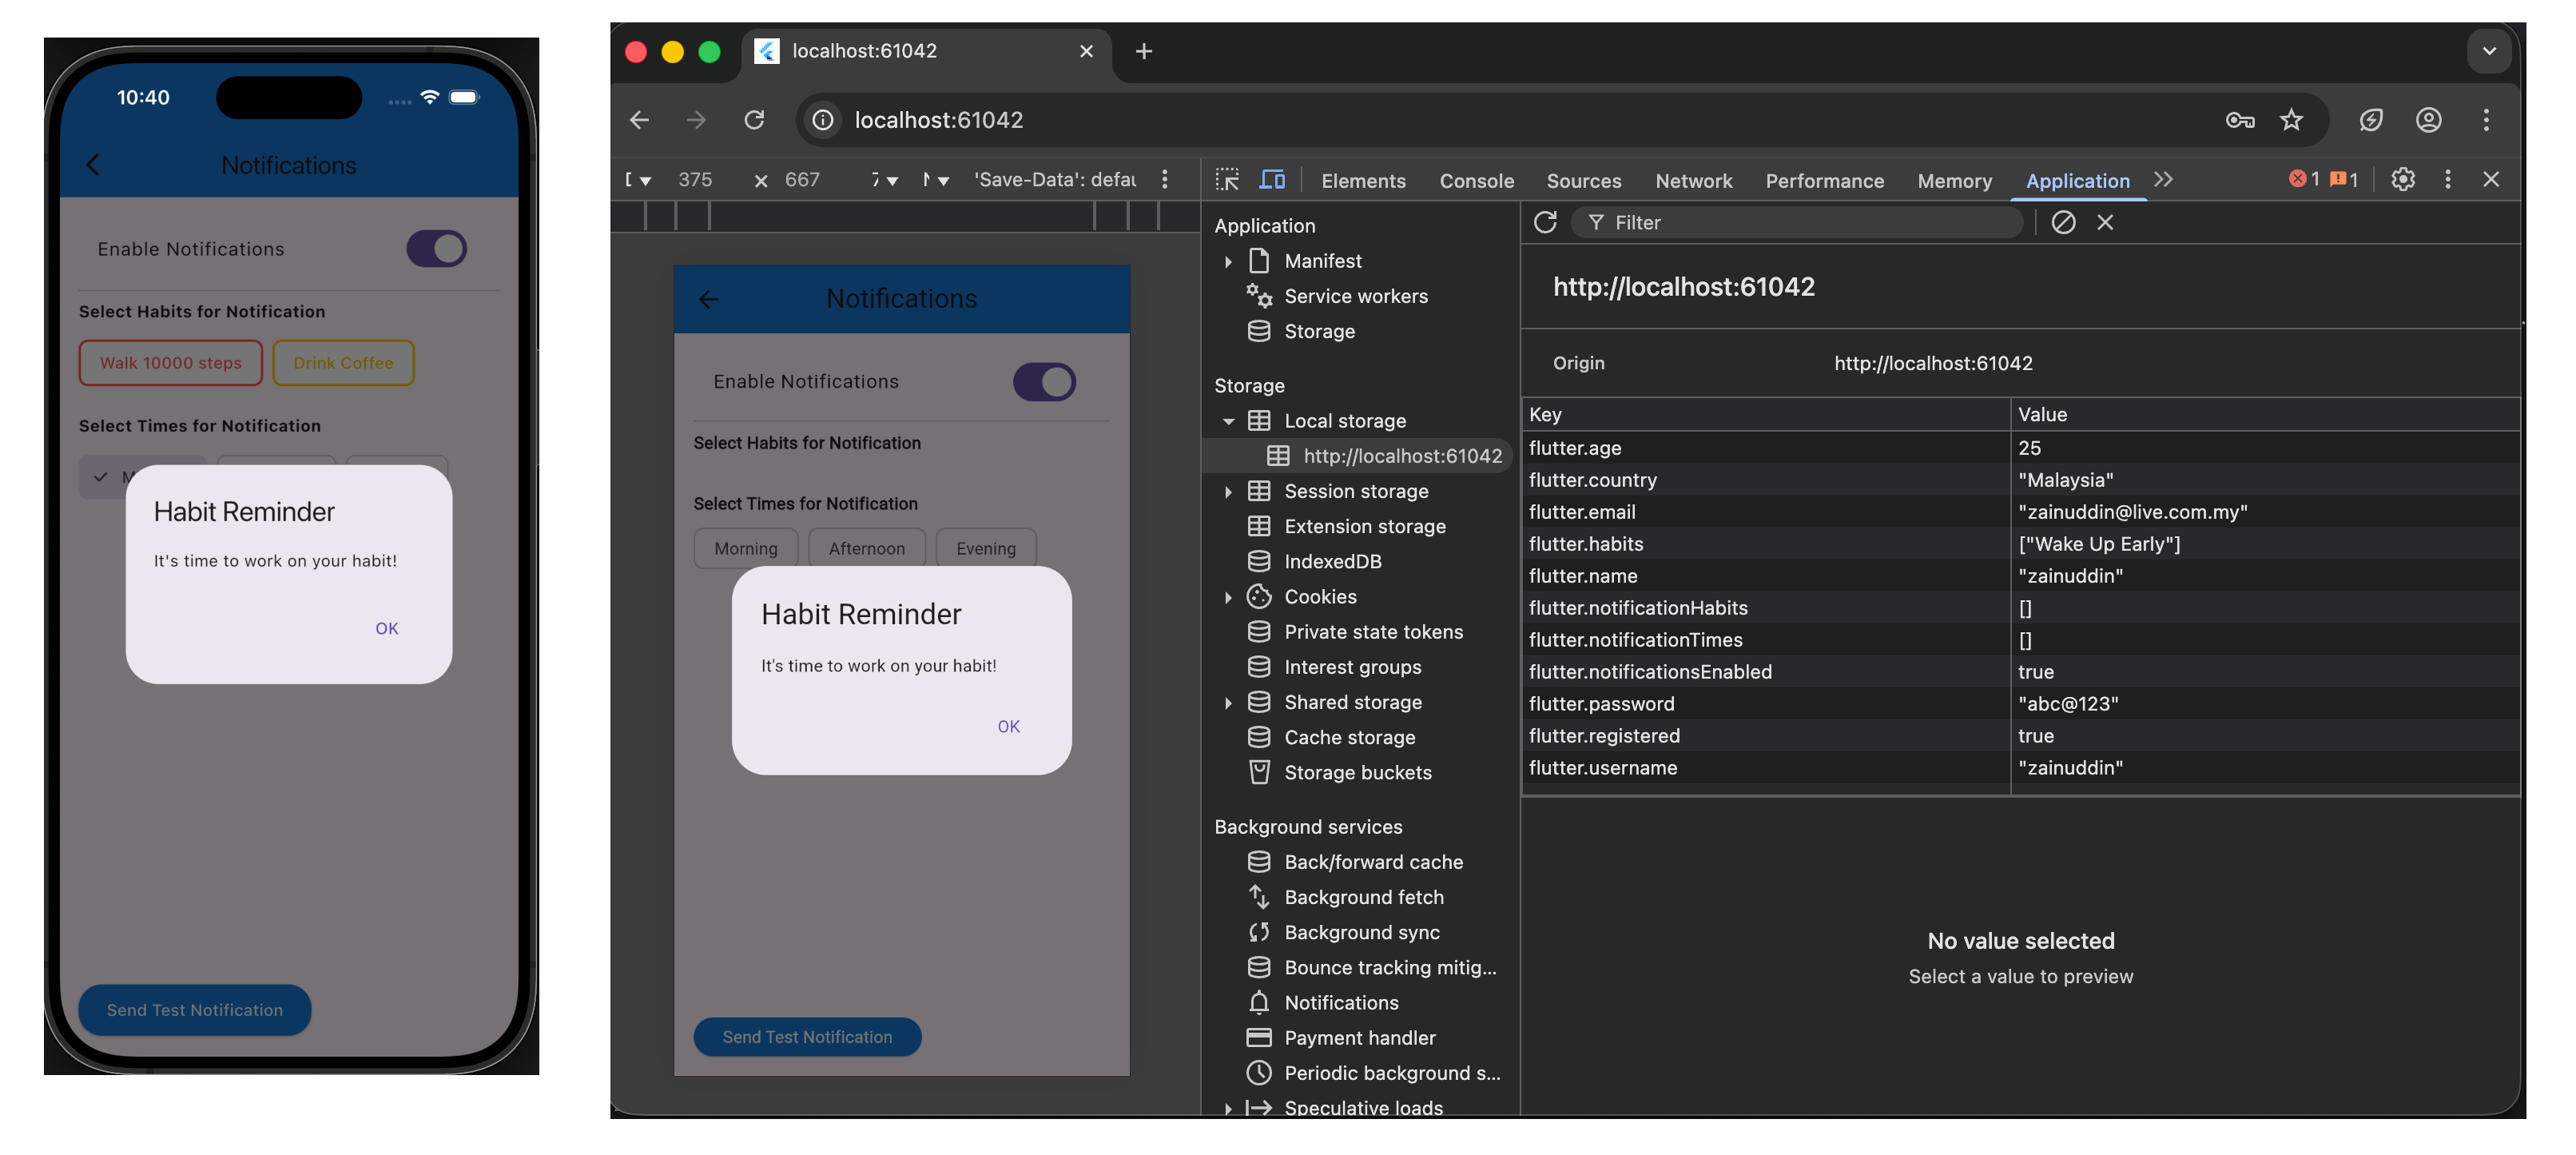 10:40
Notifications
Enable Notifications
Select Habits for Notification
Walk 10000 steps
Drink Coffee
Select Times for Notification
Habit Reminder
It's time to work on your habit!
OK
Send Test Notification
localhost:61042
localhost:61042
375 × 667
'Save-Data': defau
Notifications
Enable Notifications
Select Habits for Notification
Select Times for Notification
Morning
Afternoon
Evening
Habit Reminder
It's time to work on your habit!
OK
Send Test Notification
Elements Console Sources Network Performance Memory Application
1 1
Application
Manifest
Service workers
Storage
Storage
Local storage
http://localhost:61042
Session storage
Extension storage
IndexedDB
Cookies
Private state tokens
Interest groups
Shared storage
Cache storage
Storage buckets
Background services
Back/forward cache
Background fetch
Background sync
Bounce tracking mitig...
Notifications
Payment handler
Periodic background s...
Speculative loads
Filter
http://localhost:61042
Origin http://localhost:61042
Key Value
flutter.age 25
flutter.country "Malaysia"
flutter.email "zainuddin@live.com.my"
flutter.habits ["Wake Up Early"]
flutter.name "zainuddin"
flutter.notificationHabits []
flutter.notificationTimes []
flutter.notificationsEnabled true
flutter.password "abc@123"
flutter.registered true
flutter.username "zainuddin"
No value selected
Select a value to preview